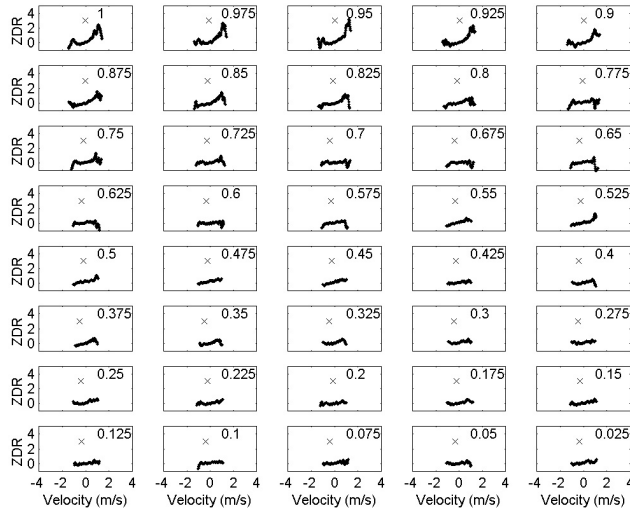 4 2 0 ZDR 1 0.975 0.95 0.925 0.9
4 2 0 ZDR 0.875 0.85 0.825 0.8 0.775
4 2 0 ZDR 0.75 0.725 0.7 0.675 0.65
4 2 0 ZDR 0.625 0.6 0.575 0.55 0.525
4 2 0 ZDR 0.5 0.475 0.45 0.425 0.4
4 2 0 ZDR 0.375 0.35 0.325 0.3 0.275
4 2 0 ZDR 0.25 0.225 0.2 0.175 0.15
4 2 0 ZDR 0.125 0.1 0.075 0.05 0.025
-4 -2 0 2 4 -4 -2 0 2 4 -4 -2 0 2 4 -4 -2 0 2 4 -4 -2 0 2 4
Velocity (m/s) Velocity (m/s) Velocity (m/s) Velocity (m/s) Velocity (m/s)